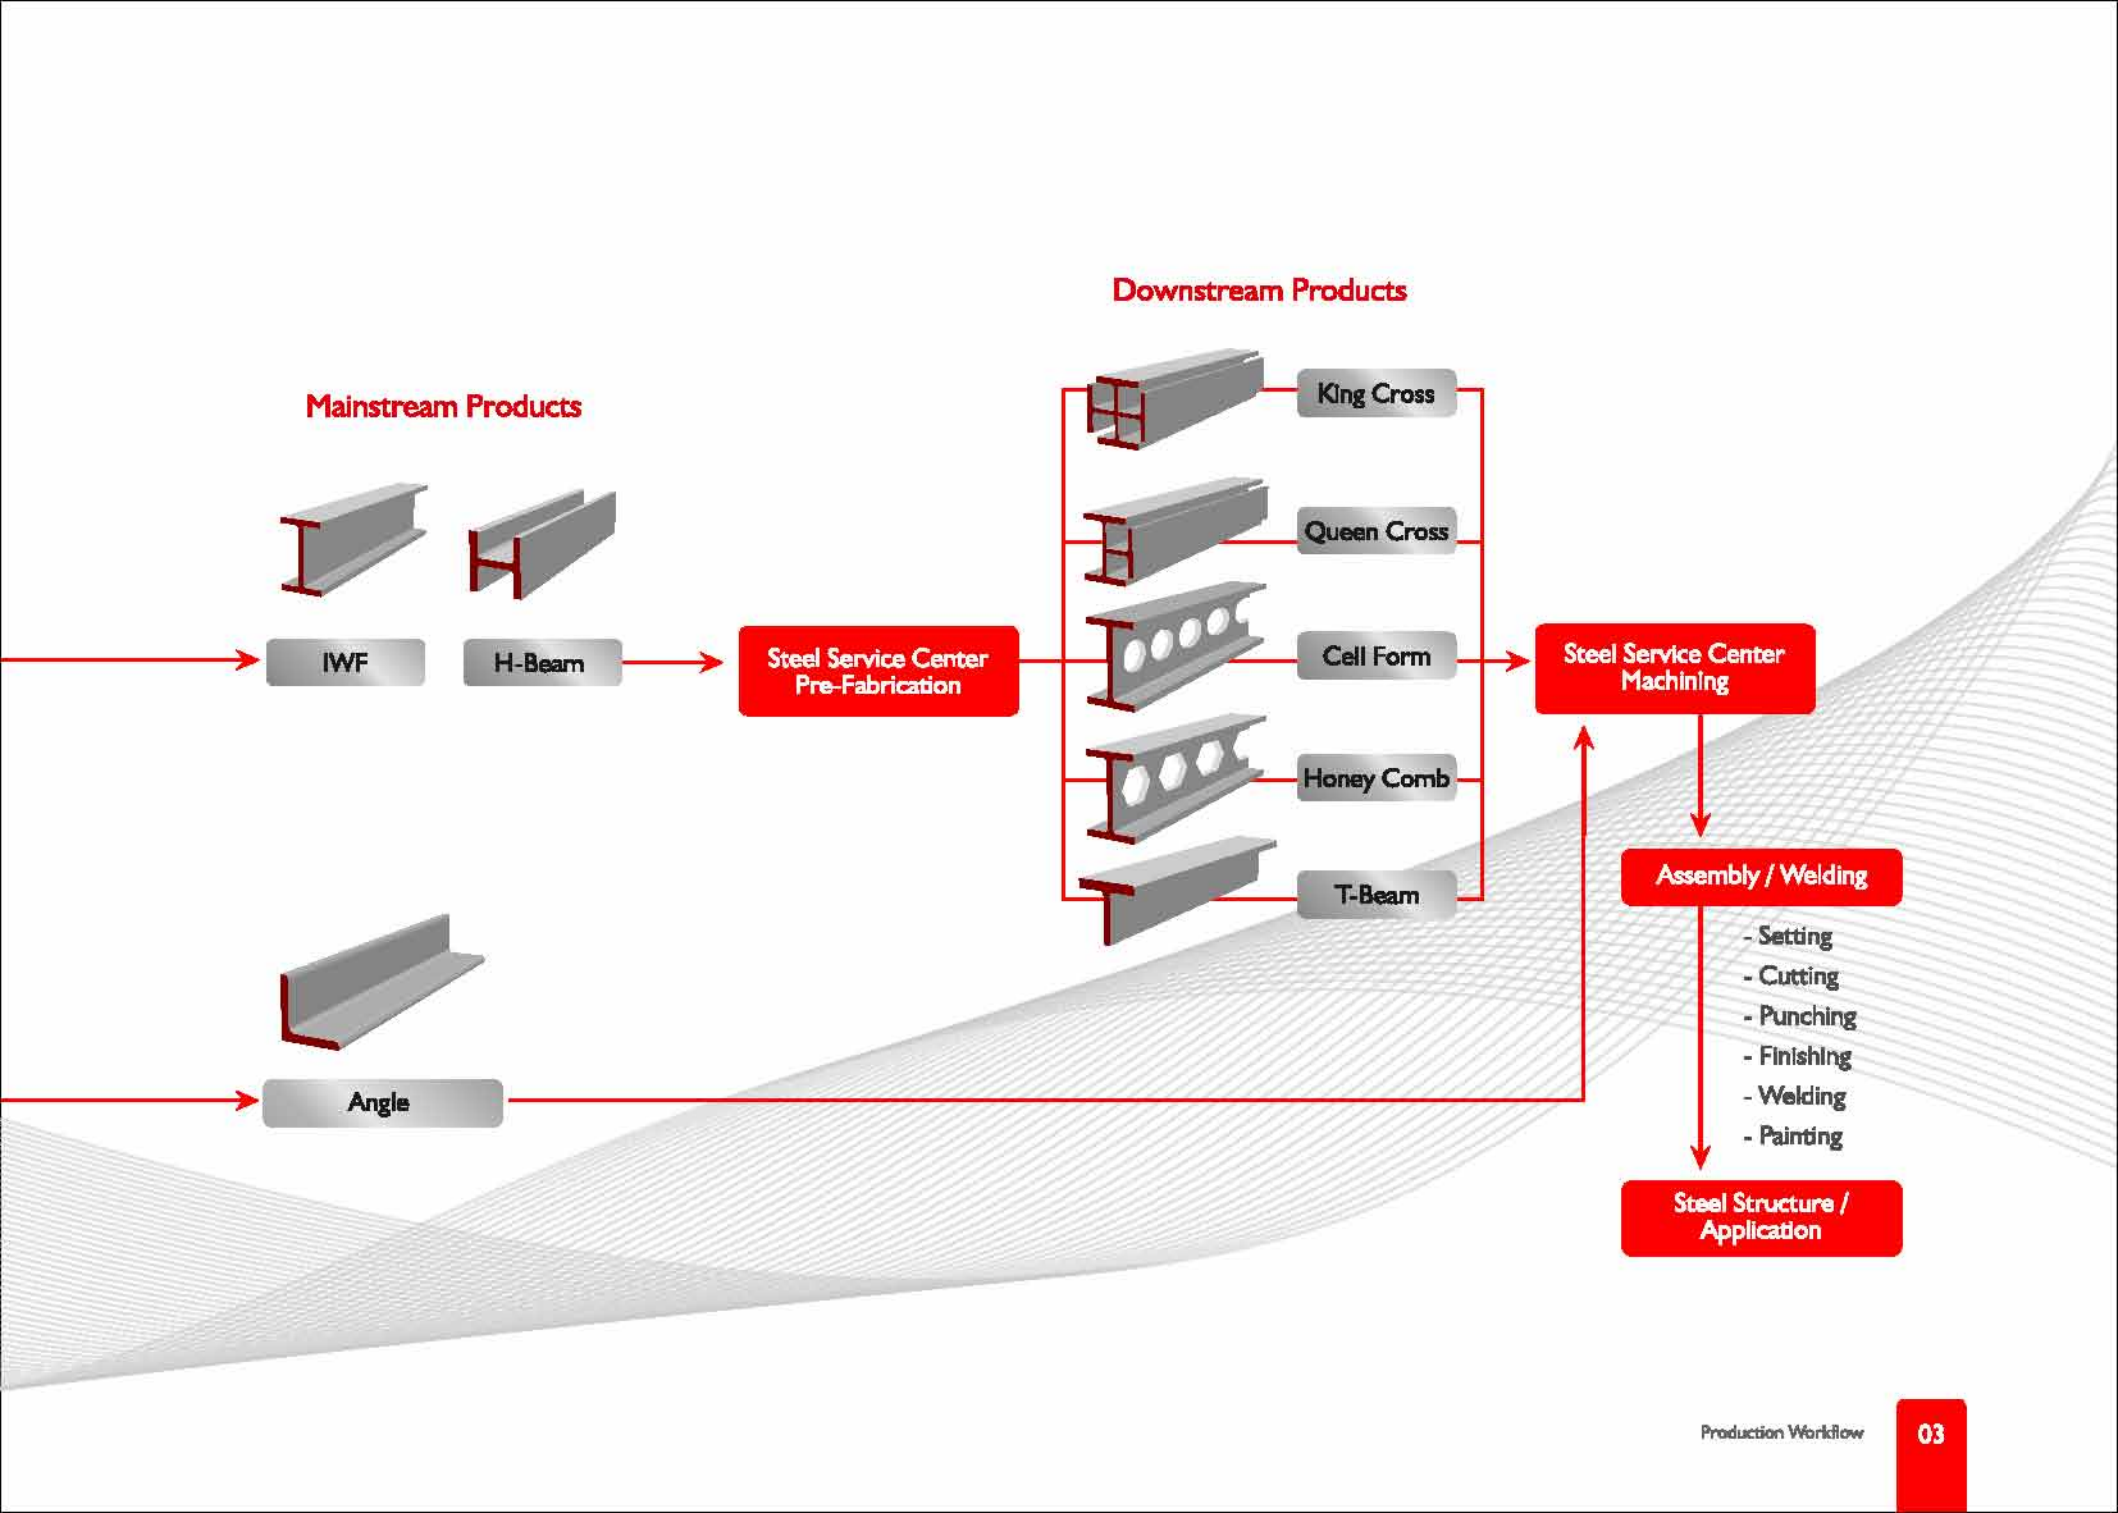 Downstream Products
Mainstream Products
King Cross
Queen Cross
IWF
H-Beam
Steel Service Center
Pre-Fabrication
Cell Form
Steel Service Center
Machining
Honey Comb
T-Beam
Assembly / Welding
- Setting
- Cutting
- Punching
- Finishing
- Welding
- Painting
Angle
Steel Structure /
Application
Production Workflow
03